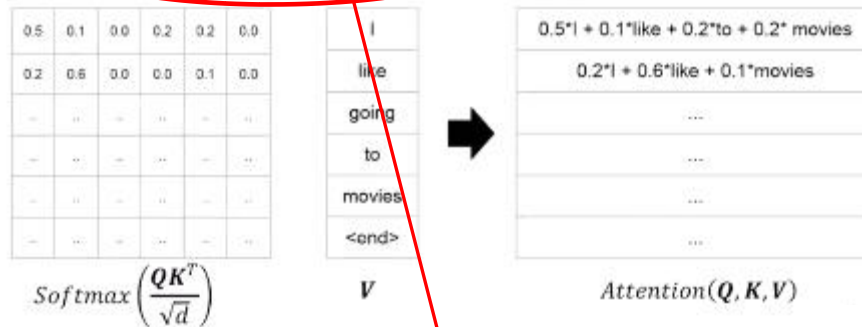 0.5 0.1 0.0 0.2 0.2 0.0
0.2 0.6 0.0 0.0 0.1 0.0
.. .. .. .. .. ..
.. .. .. .. .. ..
.. .. .. .. .. ..
.. .. .. .. .. ..
Softmax(QK^T/√d)
I
like
going
to
movies
<end>
V
0.5*I + 0.1*like + 0.2*to + 0.2* movies
0.2*I + 0.6*like + 0.1*movies
...
...
...
...
Attention(Q, K, V)